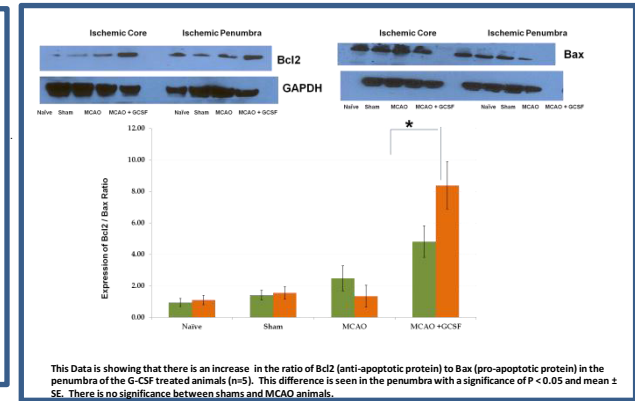 Ischemic Core Ischemic Penumbra
Bcl2
GAPDH
Naïve Sham MCAO MCAO + GCSF Naïve Sham MCAO MCAO + GCSF
Ischemic Core Ischemic Penumbra
Bax
Naïve Sham MCAO MCAO + GCSF Naïve Sham MCAO MCAO + GCSF
*
Expression of Bcl2 / Bax Ratio
12.00
10.00
8.00
6.00
4.00
2.00
0.00
Naïve Sham MCAO MCAO +GCSF
This Data is showing that there is an increase in the ratio of Bcl2 (anti-apoptotic protein) to Bax (pro-apoptotic protein) in the
penumbra of the G-CSF treated animals (n=5). This difference is seen in the penumbra with a significance of P < 0.05 and mean ±
SE. There is no significance between shams and MCAO animals.